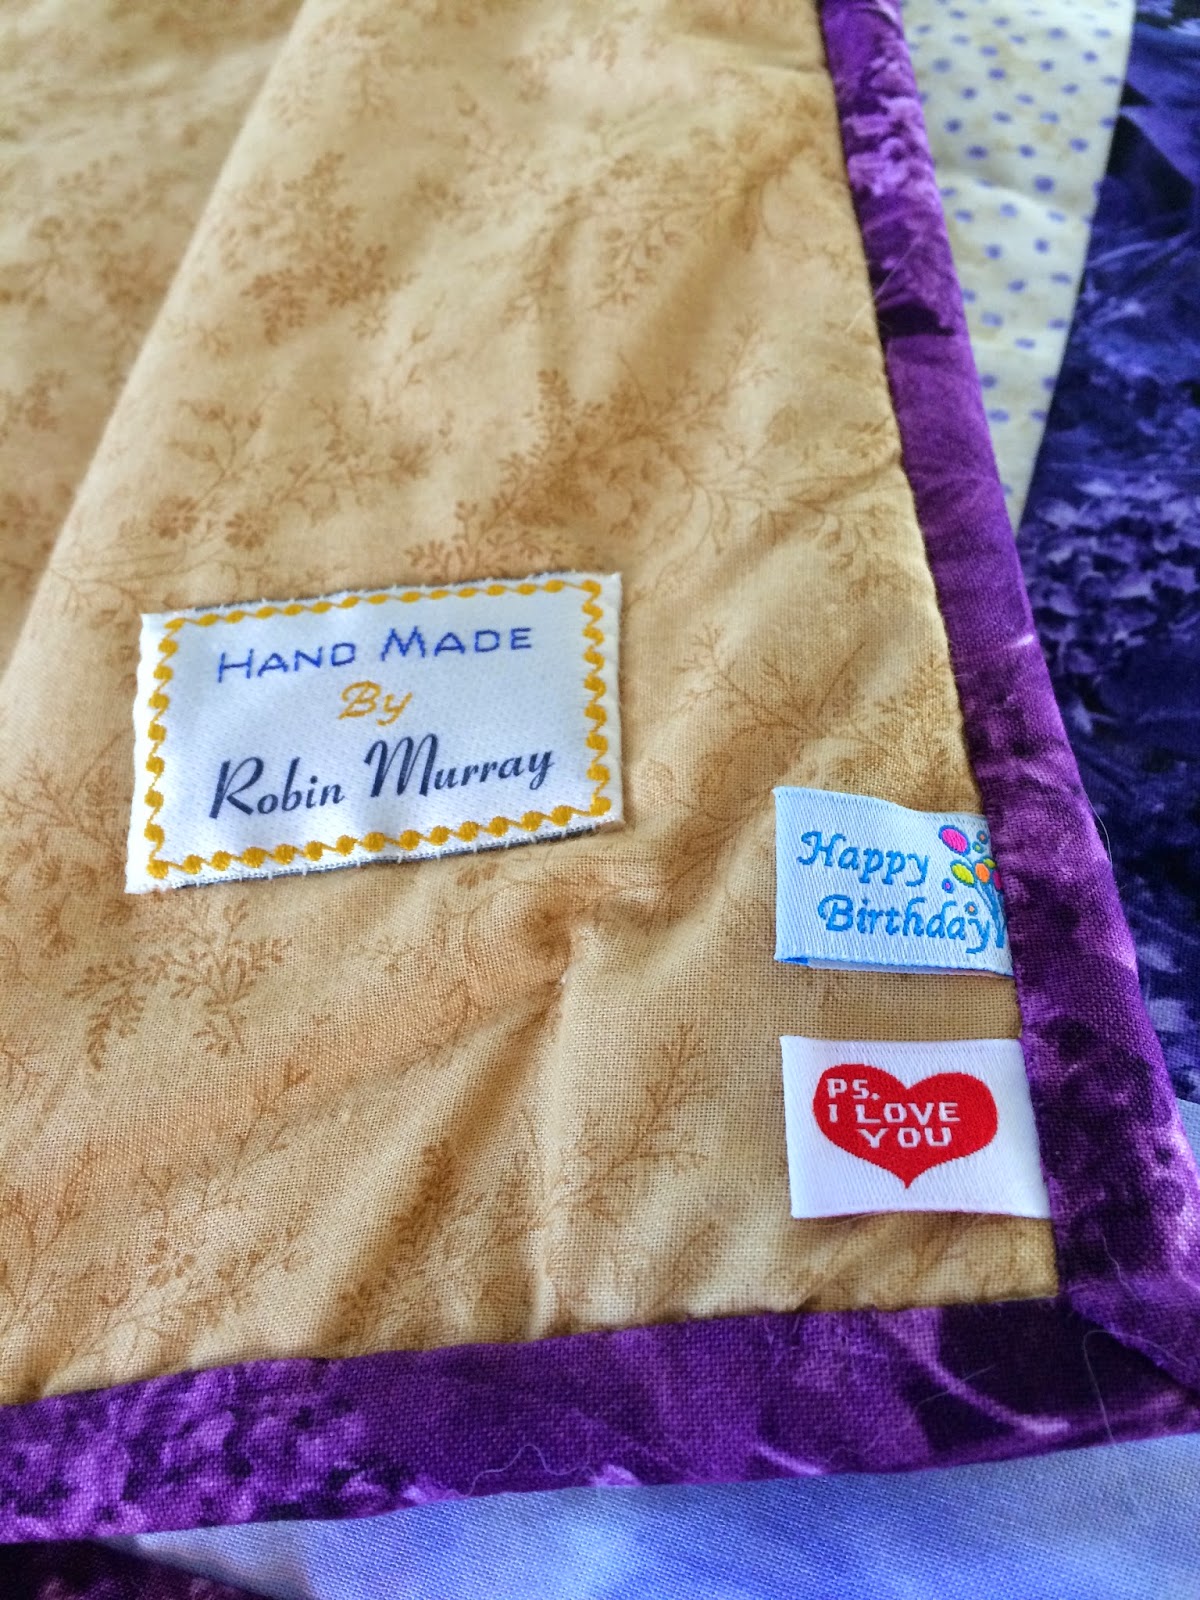 HAND MADE
By
Robin Murray
Happy
Birthday
PS.
I LOVE
YOU